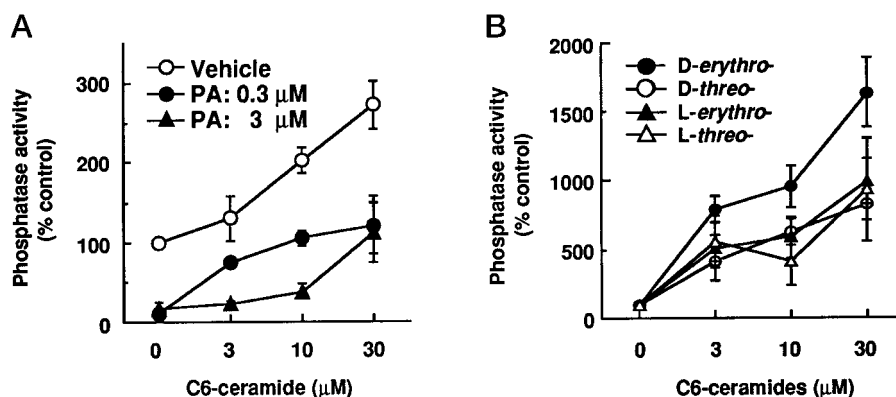 A
Phosphatase activity
(% control)
300
200
100
0
Vehicle
PA: 0.3 μM
PA: 3 μM
0 3 10 30
C6-ceramide (μM)
B
Phosphatase activity
(% control)
2000
1500
1000
500
0
D-erythro-
D-threo-
L-erythro-
L-threo-
0 3 10 30
C6-ceramides (μM)